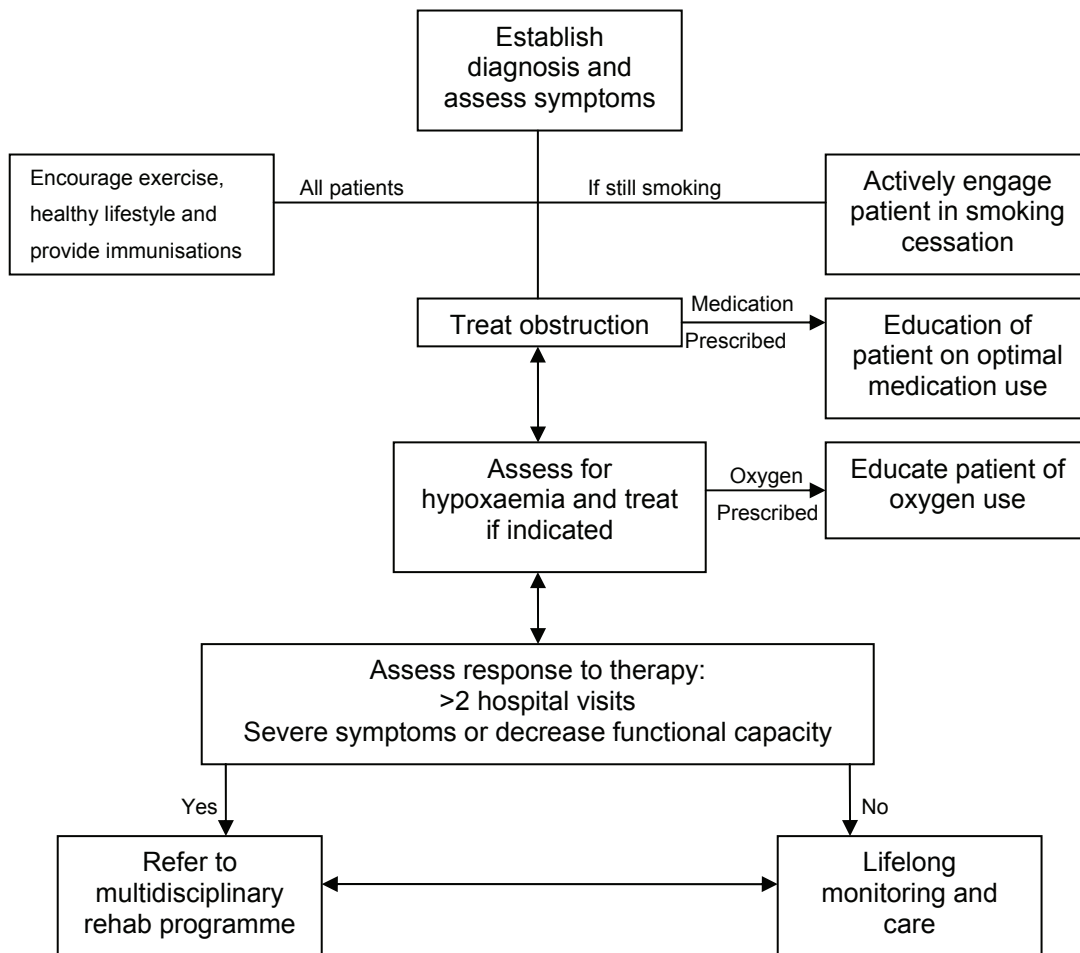 Establish
diagnosis and
assess symptoms
Encourage exercise,
healthy lifestyle and
provide immunisations
All patients
If still smoking
Actively engage
patient in smoking
cessation
Treat obstruction
Medication
Prescribed
Education of
patient on optimal
medication use
Assess for
hypoxaemia and treat
if indicated
Oxygen
Prescribed
Educate patient of
oxygen use
Assess response to therapy:
>2 hospital visits
Severe symptoms or decrease functional capacity
Yes
No
Refer to
multidisciplinary
rehab programme
Lifelong
monitoring and
care